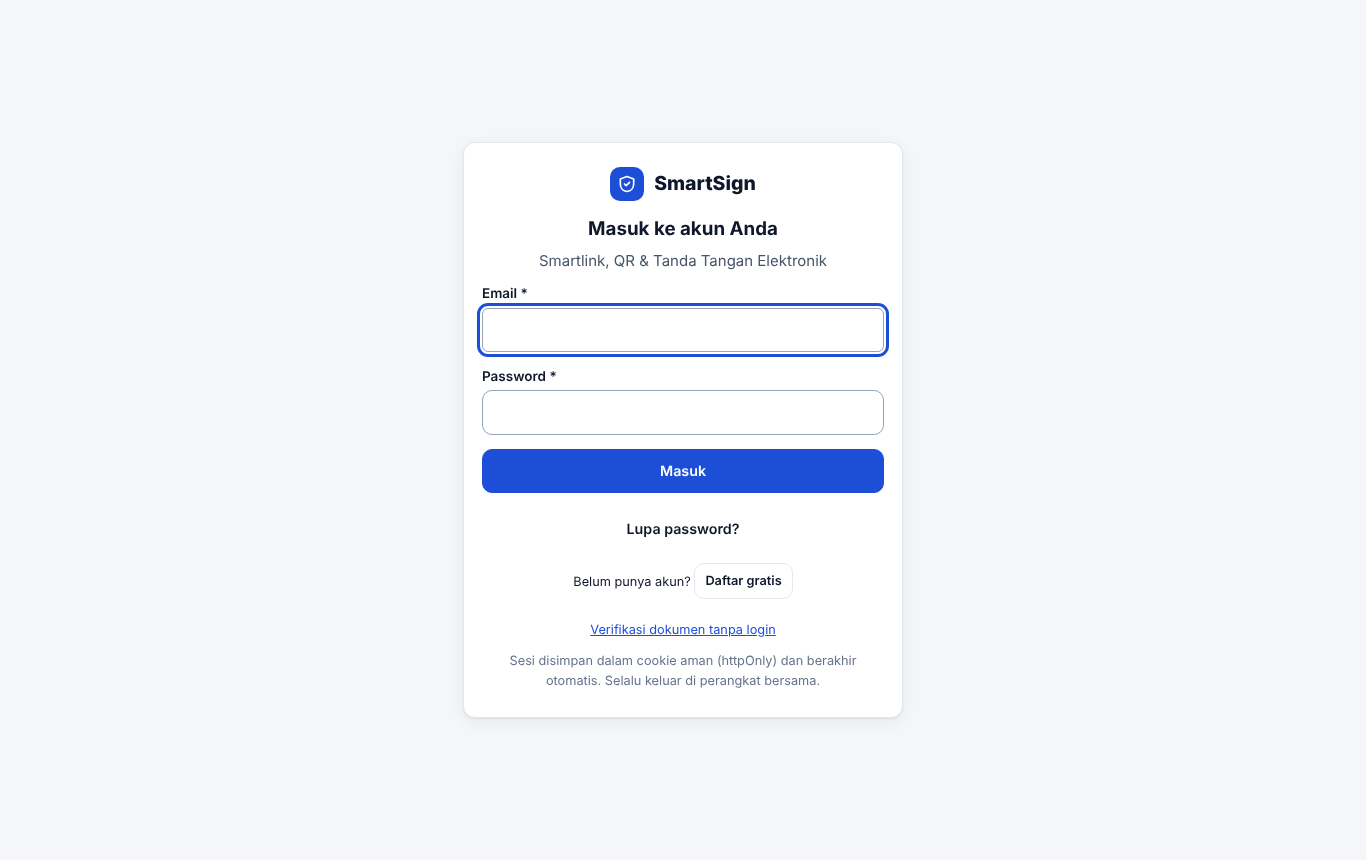 SmartSign
Masuk ke akun Anda
Smartlink, QR & Tanda Tangan Elektronik
Email *
Password *
Masuk
Lupa password?
Belum punya akun? Daftar gratis
Verifikasi dokumen tanpa login
Sesi disimpan dalam cookie aman (httpOnly) dan berakhir
otomatis. Selalu keluar di perangkat bersama.